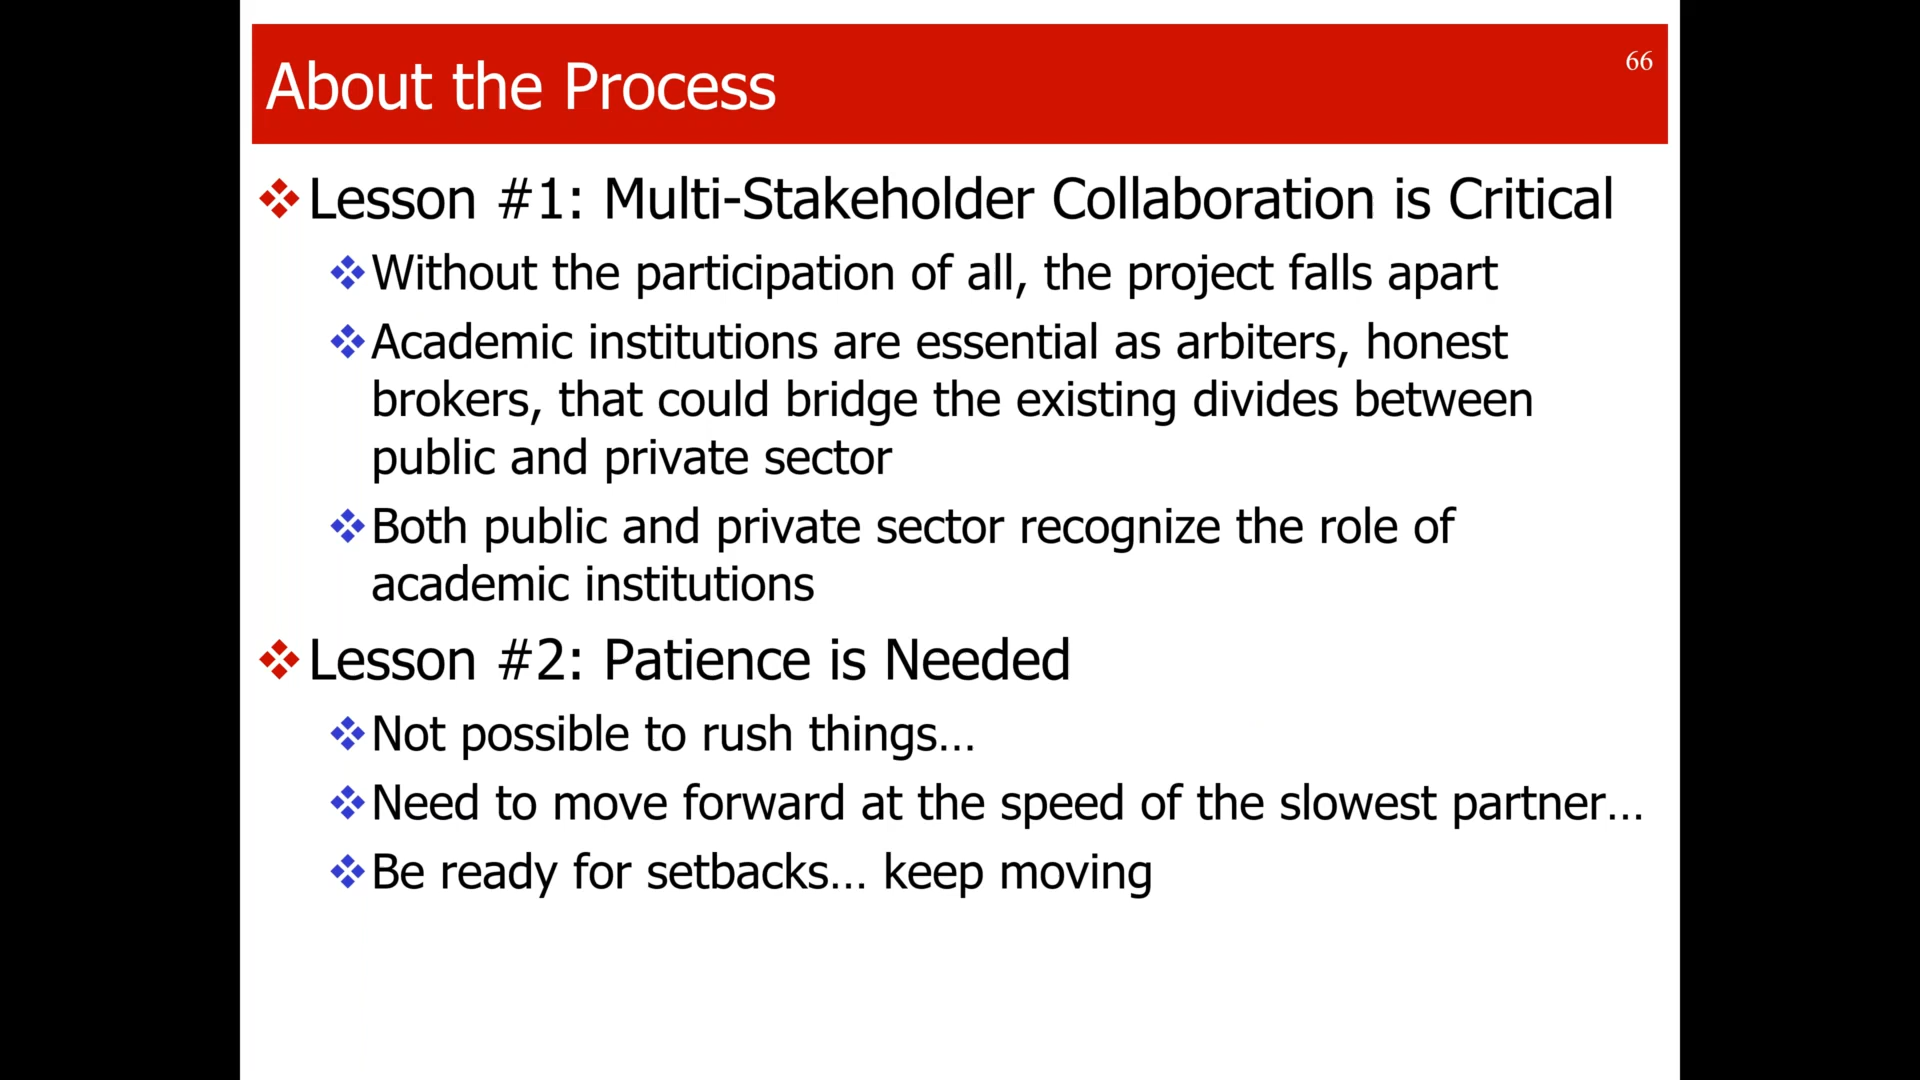 About the Process
66
Lesson #1: Multi-Stakeholder Collaboration is Critical
Without the participation of all, the project falls apart
Academic institutions are essential as arbiters, honest
brokers, that could bridge the existing divides between
public and private sector
Both public and private sector recognize the role of
academic institutions
Lesson #2: Patience is Needed
Not possible to rush things…
Need to move forward at the speed of the slowest partner…
Be ready for setbacks… keep moving